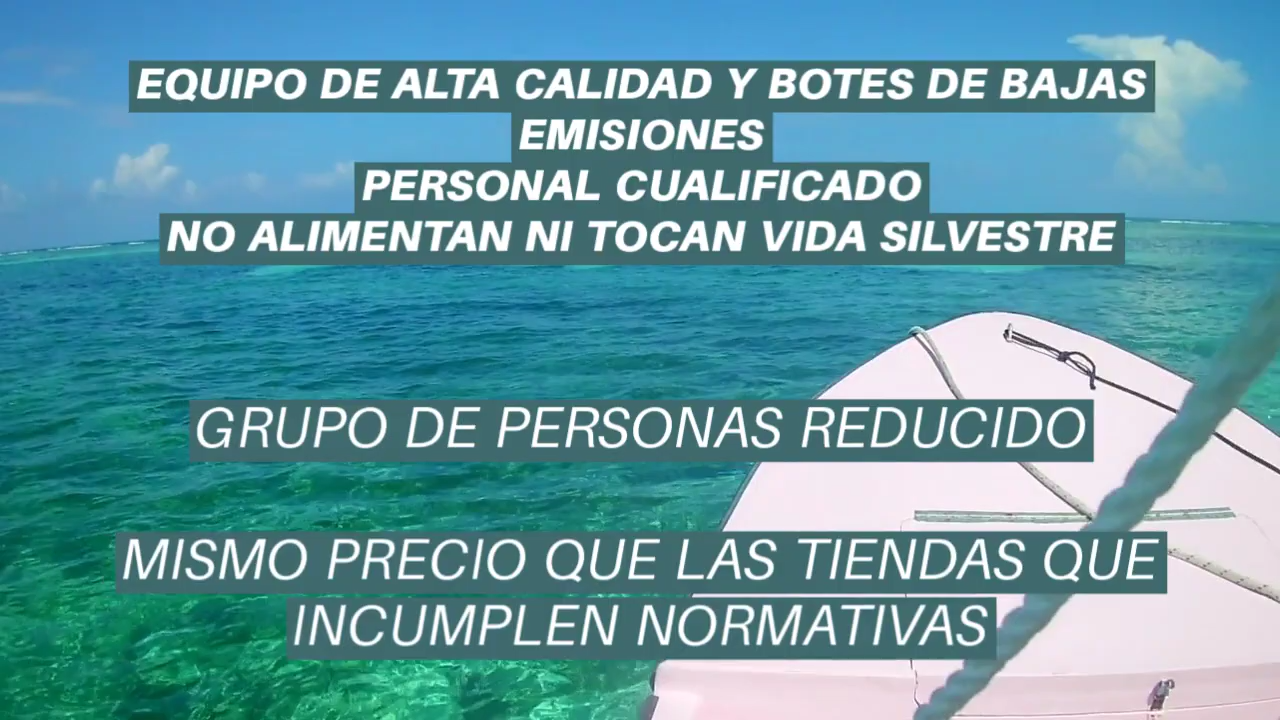 EQUIPO DE ALTA CALIDAD Y BOTES DE BAJAS
EMISIONES
PERSONAL CUALIFICADO
NO ALIMENTAN NI TOCAN VIDA SILVESTRE
GRUPO DE PERSONAS REDUCIDO
MISMO PRECIO QUE LAS TIENDAS QUE
INCUMPLEN NORMATIVAS